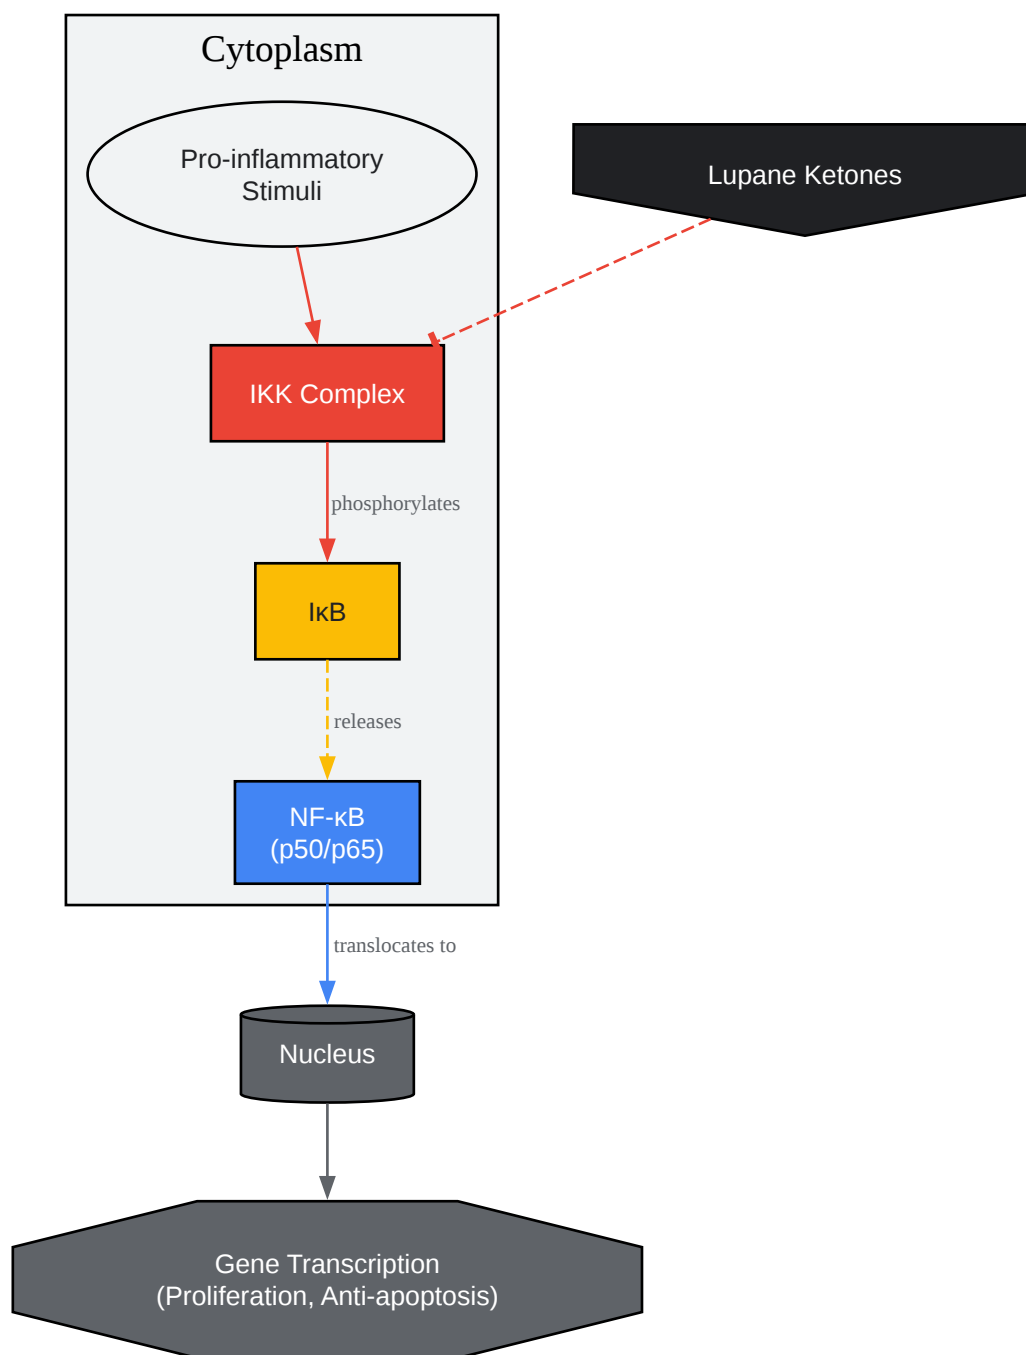 Cytoplasm
Pro-inflammatory
Stimuli
Lupane Ketones
IKK Complex
phosphorylates
IκB
releases
NF-κB
(p50/p65)
translocates to
Nucleus
Gene Transcription
(Proliferation, Anti-apoptosis)